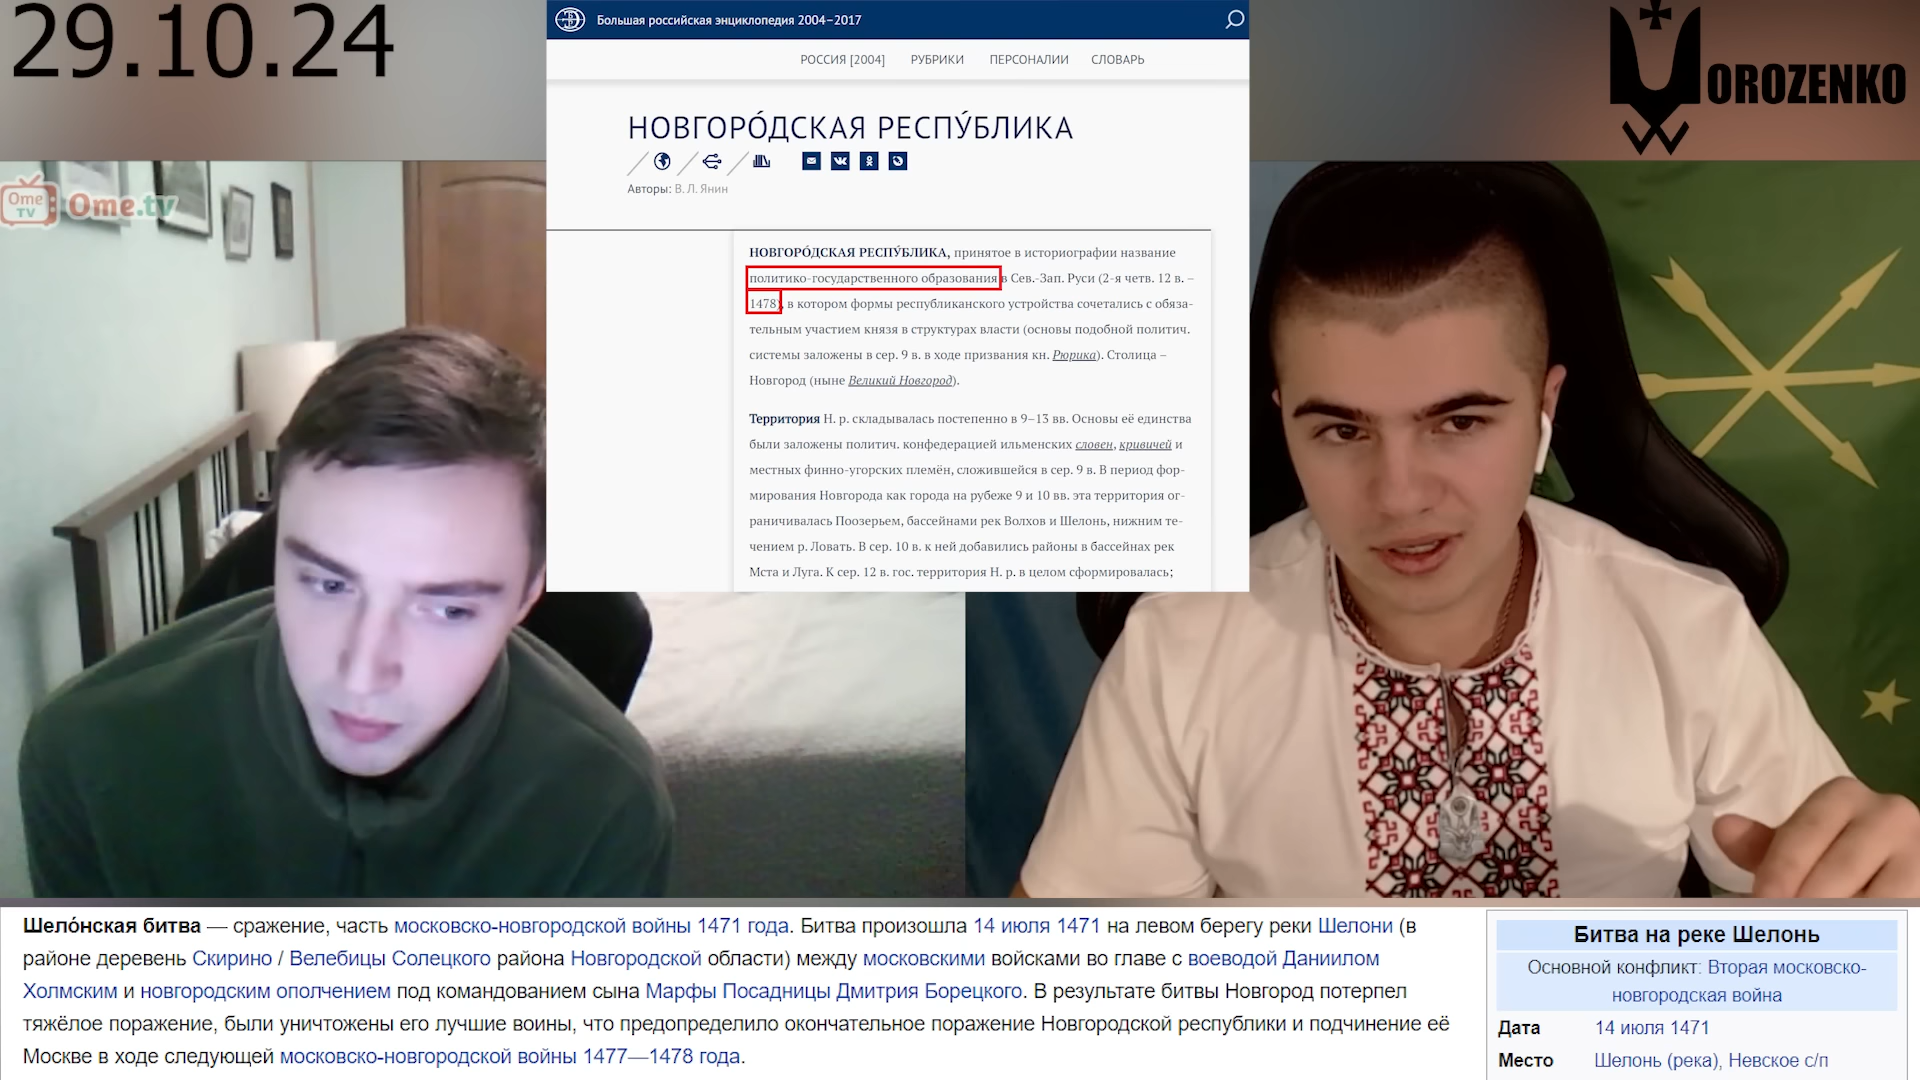 29.10.24
Большая российская энциклопедия 2004–2017
РОССИЯ [2004] РУБРИКИ ПЕРСОНАЛИИ СЛОВАРЬ
НОВГОРО́ДСКАЯ РЕСПУ́БЛИКА
Авторы: В. Л. Янин
НОВГОРО́ДСКАЯ РЕСПУ́БЛИКА, принятое в историографии название
политико-государственного образования в Сев.-Зап. Руси (2-я четв. 12 в. –
1478), в котором формы республиканского устройства сочетались с обяза-
тельным участием князя в структурах власти (основы подобной политич.
системы заложены в сер. 9 в. в ходе призвания кн. Рюрика). Столица –
Новгород (ныне Великий Новгород).
Территория Н. р. складывалась постепенно в 9–13 вв. Основы её единства
были заложены политич. конфедерацией ильменских словен, кривичей и
местных финно-угорских племён, сложившейся в сер. 9 в. В период фор-
мирования Новгорода как города на рубеже 9 и 10 вв. эта территория ог-
раничивалась Поозерьем, бассейнами рек Волхов и Шелонь, нижним те-
чением р. Ловать. В сер. 10 в. к ней добавились районы в бассейнах рек
Мста и Луга. К сер. 12 в. гос. территория Н. р. в целом сформировалась;
OROZENKO
Ome TV Ome.tv
Шело́нская битва — сражение, часть московско-новгородской войны 1471 года. Битва произошла 14 июля 1471 на левом берегу реки Шелони (в
районе деревень Скирино / Велебицы Солецкого района Новгородской области) между московскими войсками во главе с воеводой Даниилом
Холмским и новгородским ополчением под командованием сына Марфы Посадницы Дмитрия Борецкого. В результате битвы Новгород потерпел
тяжёлое поражение, были уничтожены его лучшие воины, что предопределило окончательное поражение Новгородской республики и подчинение её
Москве в ходе следующей московско-новгородской войны 1477—1478 года.
Битва на реке Шелонь
Основной конфликт: Вторая московско-
новгородская война
Дата 14 июля 1471
Место Шелонь (река), Невское с/п